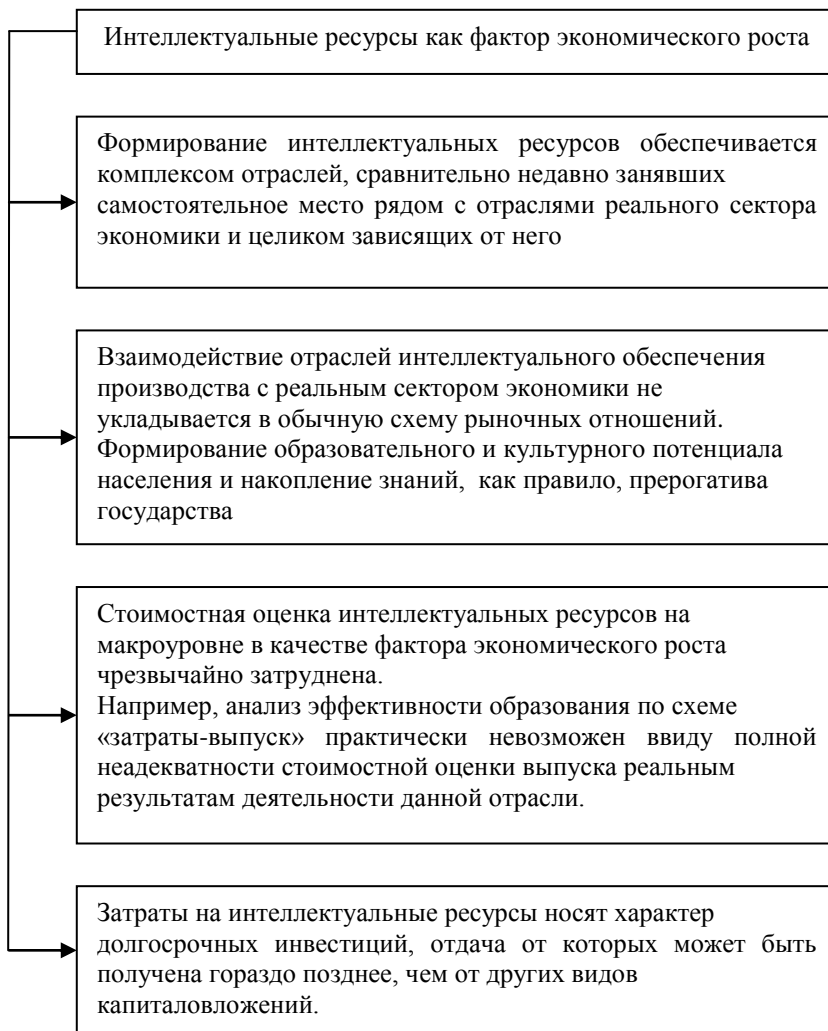 Интеллектуальные ресурсы как фактор экономического роста
Формирование интеллектуальных ресурсов обеспечивается
комплексом отраслей, сравнительно недавно занявших
самостоятельное место рядом с отраслями реального сектора
экономики и целиком зависящих от него
Взаимодействие отраслей интеллектуального обеспечения
производства с реальным сектором экономики не
укладывается в обычную схему рыночных отношений.
Формирование образовательного и культурного потенциала
населения и накопление знаний, как правило, прерогатива
государства
Стоимостная оценка интеллектуальных ресурсов на
макроуровне в качестве фактора экономического роста
чрезвычайно затруднена.
Например, анализ эффективности образования по схеме
«затраты-выпуск» практически невозможен ввиду полной
неадекватности стоимостной оценки выпуска реальным
результатам деятельности данной отрасли.
Затраты на интеллектуальные ресурсы носят характер
долгосрочных инвестиций, отдача от которых может быть
получена гораздо позднее, чем от других видов
капиталовложений.